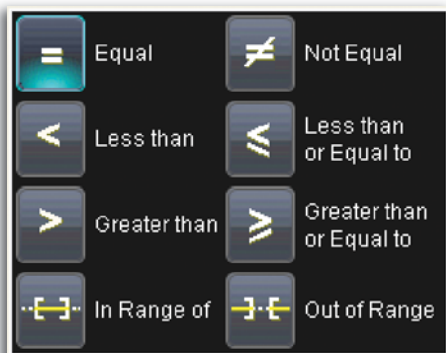 = Equal
≠ Not Equal
< Less than
≤ Less than
or Equal to
> Greater than
≥ Greater than
or Equal to
In Range of
Out of Range